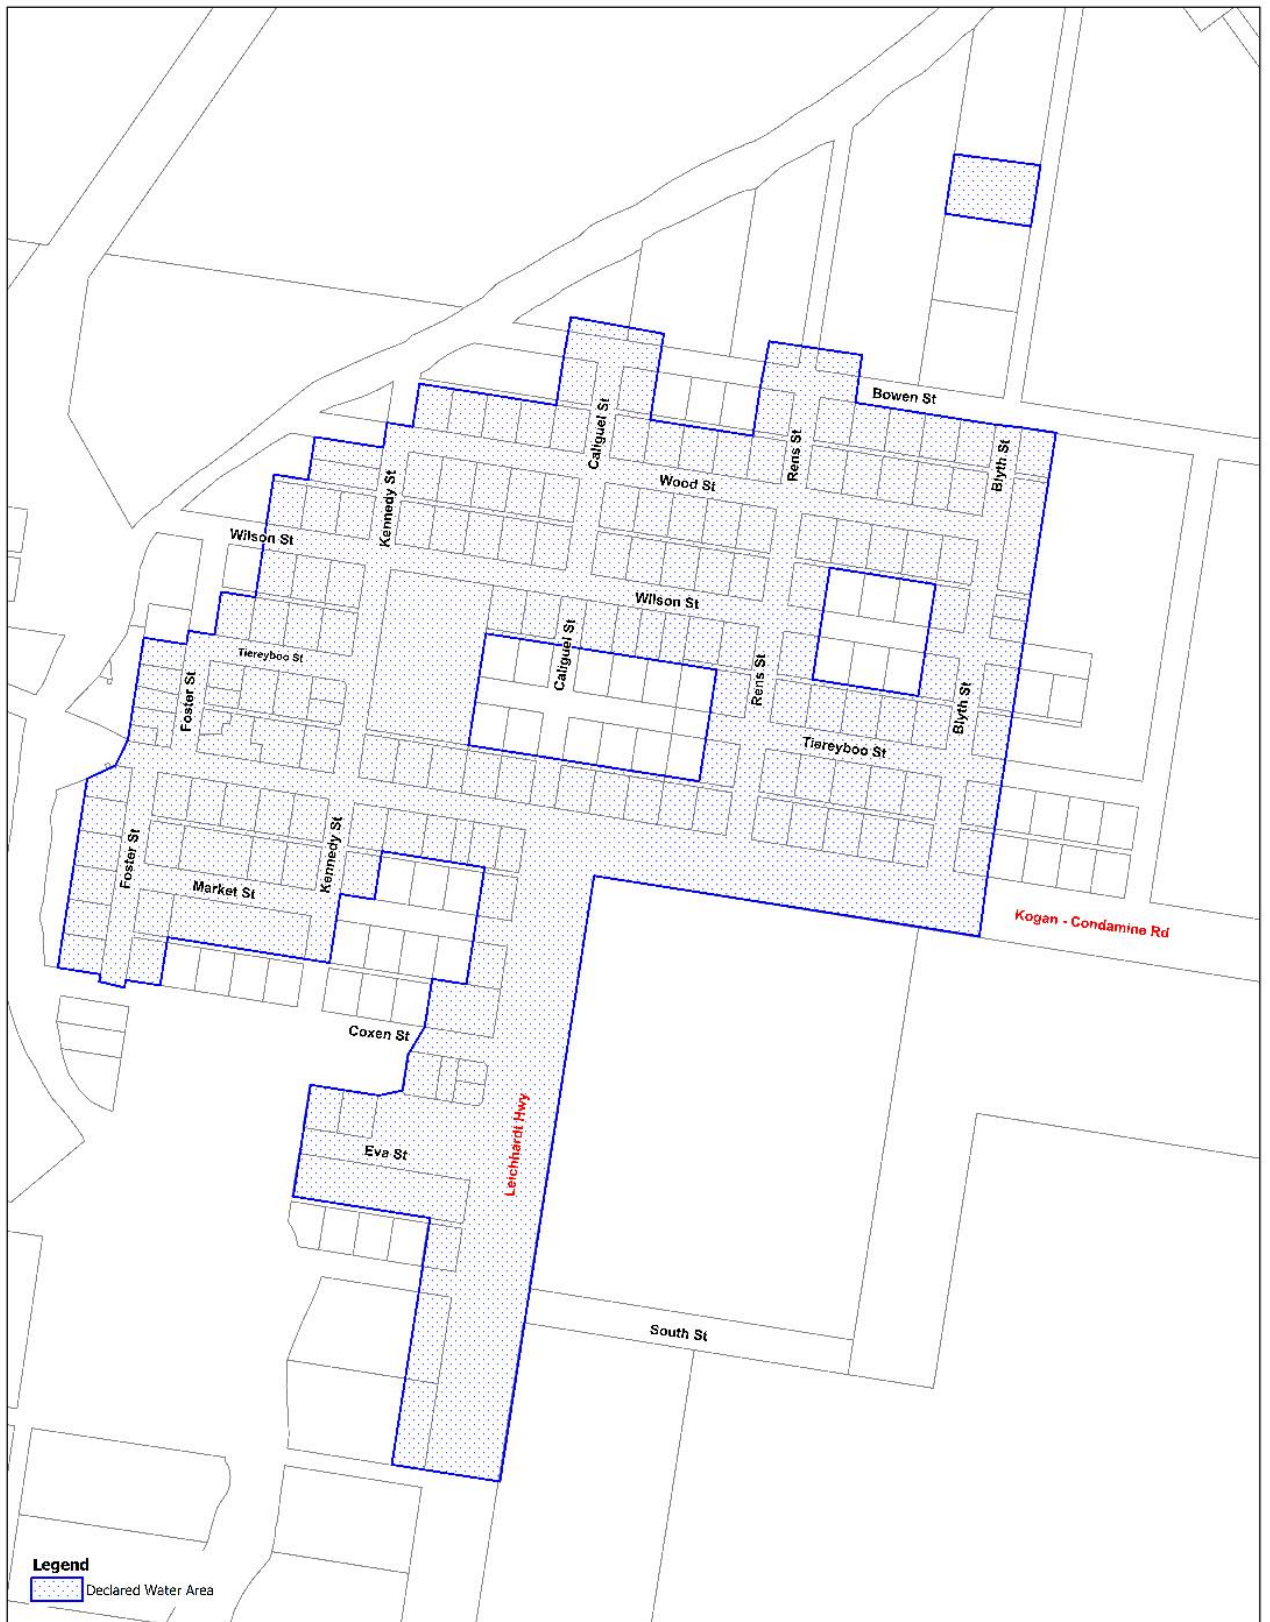 Bowen St
Caliguel St
Rens St
Blyth St
Wood St
Kennedy St
Wilson St
Wilson St
Caliguel St
Tiereyboo St
Rens St
Foster St
Blyth St
Tiereyboo St
Kennedy St
Foster St
Market St
Kogan - Condamine Rd
Coxen St
Leichhardt Hwy
Eva St
South St
Legend
Declared Water Area